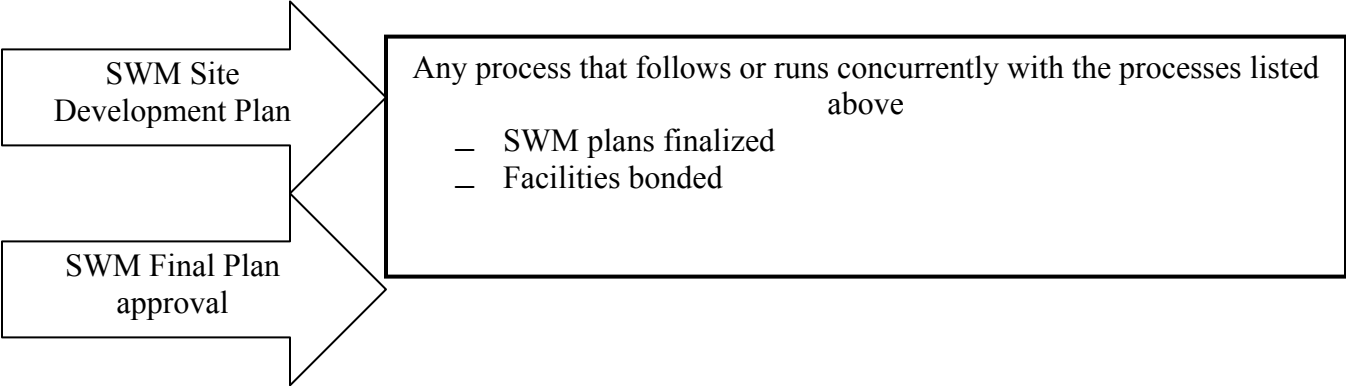 SWM Site
Development Plan
Any process that follows or runs concurrently with the processes listed
above
– SWM plans finalized
– Facilities bonded
SWM Final Plan
approval